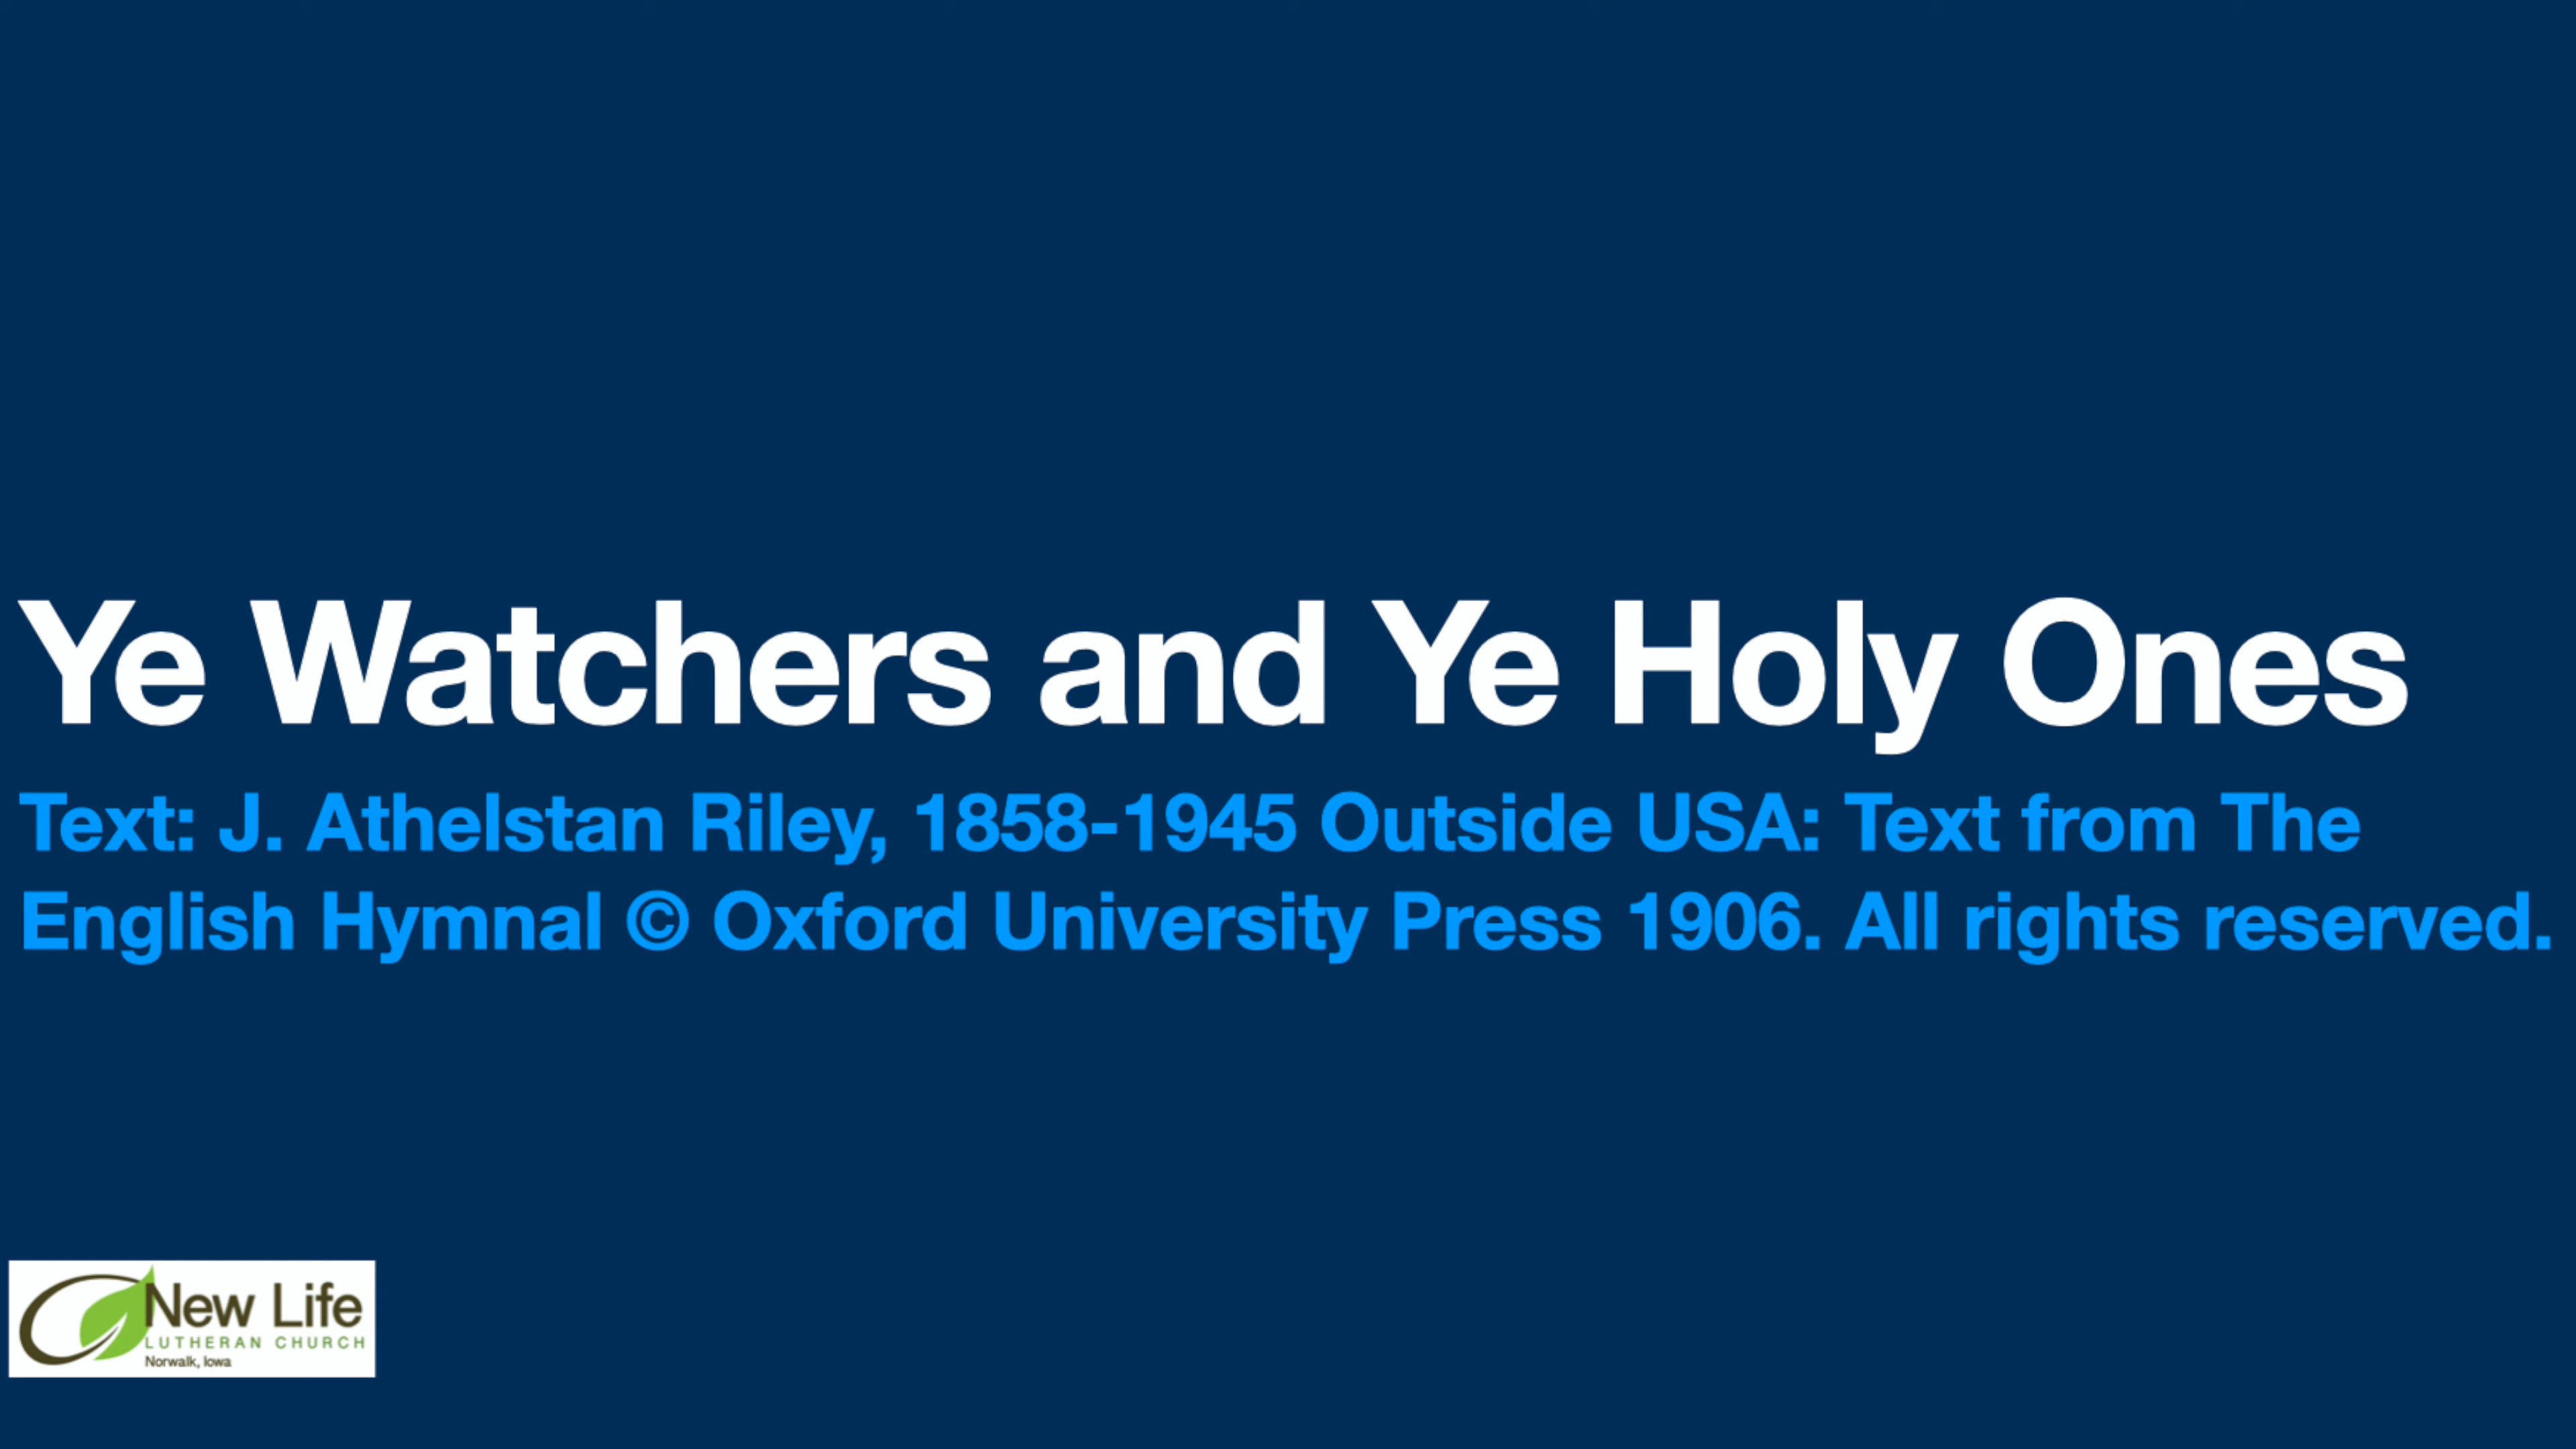 Ye Watchers and Ye Holy Ones
Text: J. Athelstan Riley, 1858-1945 Outside USA: Text from The
English Hymnal © Oxford University Press 1906. All rights reserved.
New Life
LUTHERAN CHURCH
Norwalk, Iowa